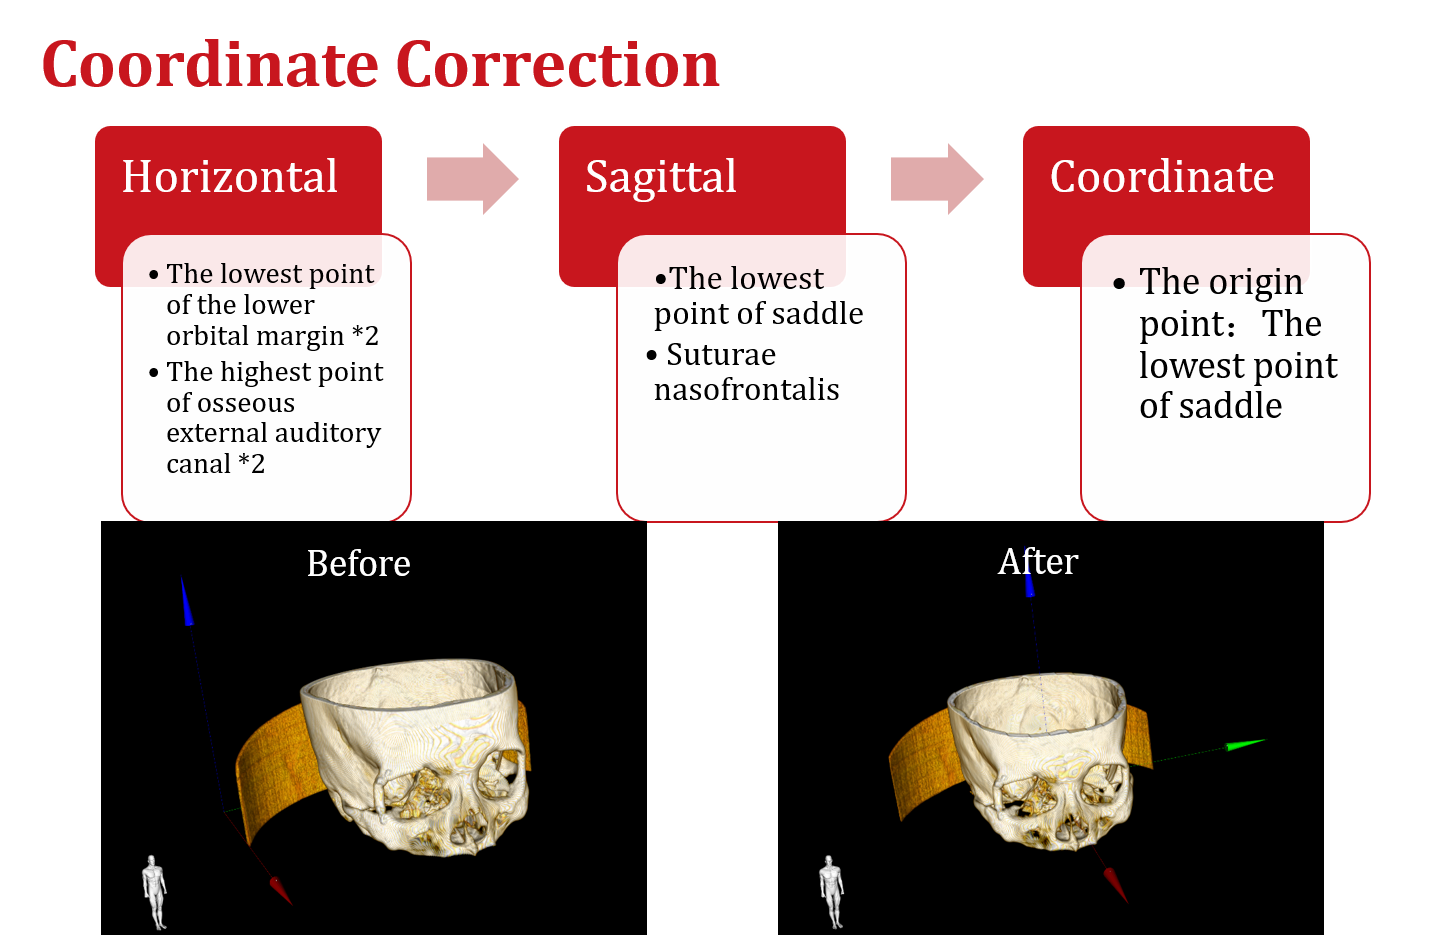 Coordinate Correction
Horizontal
• The lowest point
of the lower
orbital margin *2
• The highest point
of osseous
external auditory
canal *2
Sagittal
•The lowest
point of saddle
• Suturae
nasofrontalis
Coordinate
• The origin
point： The
lowest point
of saddle
Before
After